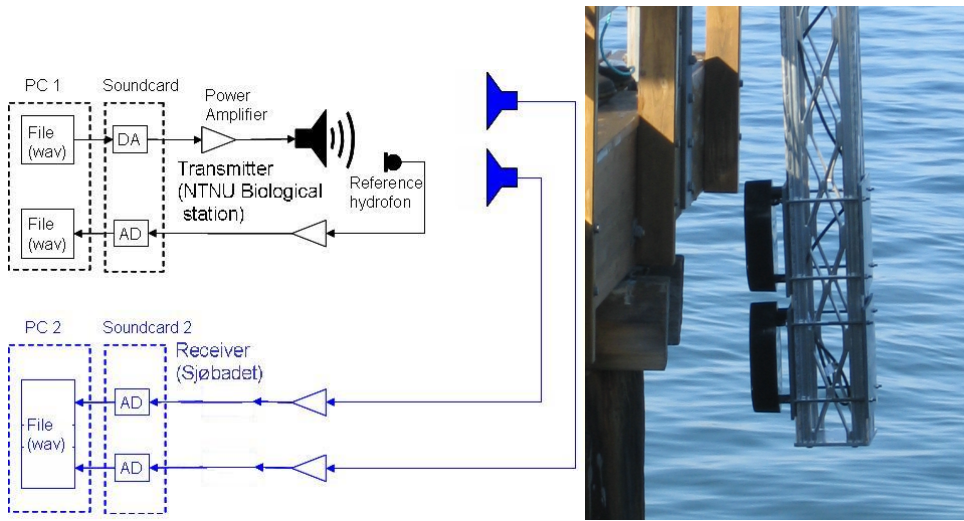 PC 1
Soundcard
Power
Amplifier
File
(wav)
DA
Transmitter
(NTNU Biological
station)
Reference
hydrofon
File
(wav)
AD
PC 2
Soundcard 2
Receiver
(Sjøbadet)
AD
File
(wav)
AD